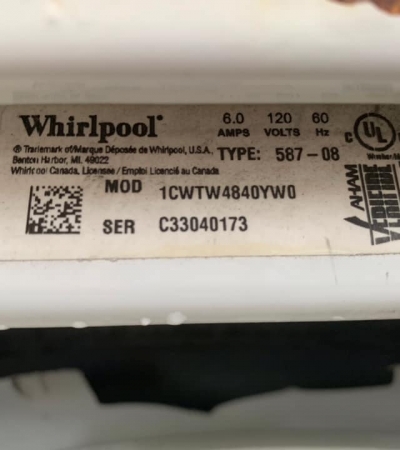 Whirlpool®
6.0 120 60
AMPS VOLTS Hz
® Trademark of/Marque Déposée de Whirlpool, U.S.A.
Benton Harbor, MI, 49022
TYPE: 587-08
Whirlpool Canada, Licensee / Emploi Licencié au Canada
MOD 1CWTW4840YW0
SER C33040173
C UL
®
AHAM